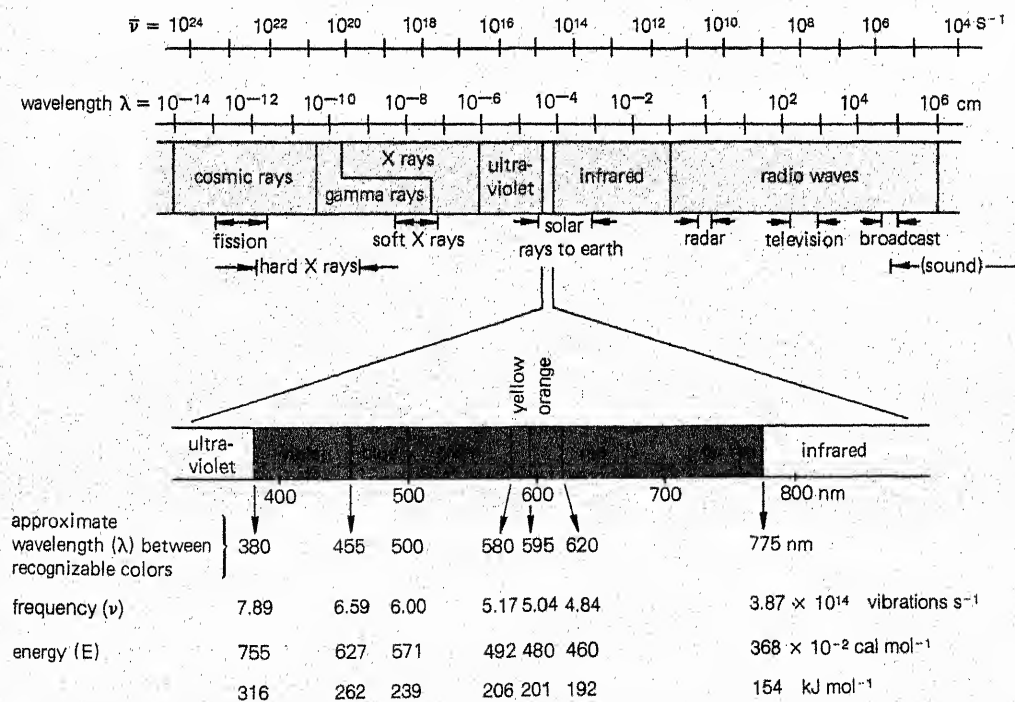 ν̄ = 10²⁴ 10²² 10²⁰ 10¹⁸ 10¹⁶ 10¹⁴ 10¹² 10¹⁰ 10⁸ 10⁶ 10⁴ S⁻¹
wavelength λ = 10⁻¹⁴ 10⁻¹² 10⁻¹⁰ 10⁻⁸ 10⁻⁶ 10⁻⁴ 10⁻² 1 10² 10⁴ 10⁶ cm
cosmic rays
X rays
gamma rays
ultra-
violet
infrared
radio waves
fission
soft X rays
solar
rays to earth
radar
television
broadcast
hard X rays
(sound)
yellow
orange
ultra-
violet
infrared
400 500 600 700 800 nm
approximate
wavelength (λ) between
recognizable colors
380 455 500 580 595 620 775 nm
frequency (ν) 7.89 6.59 6.00 5.17 5.04 4.84 3.87 × 10¹⁴ vibrations s⁻¹
energy (E) 755 627 571 492 480 460 368 × 10⁻² cal mol⁻¹
316 262 239 206 201 192 154 kJ mol⁻¹